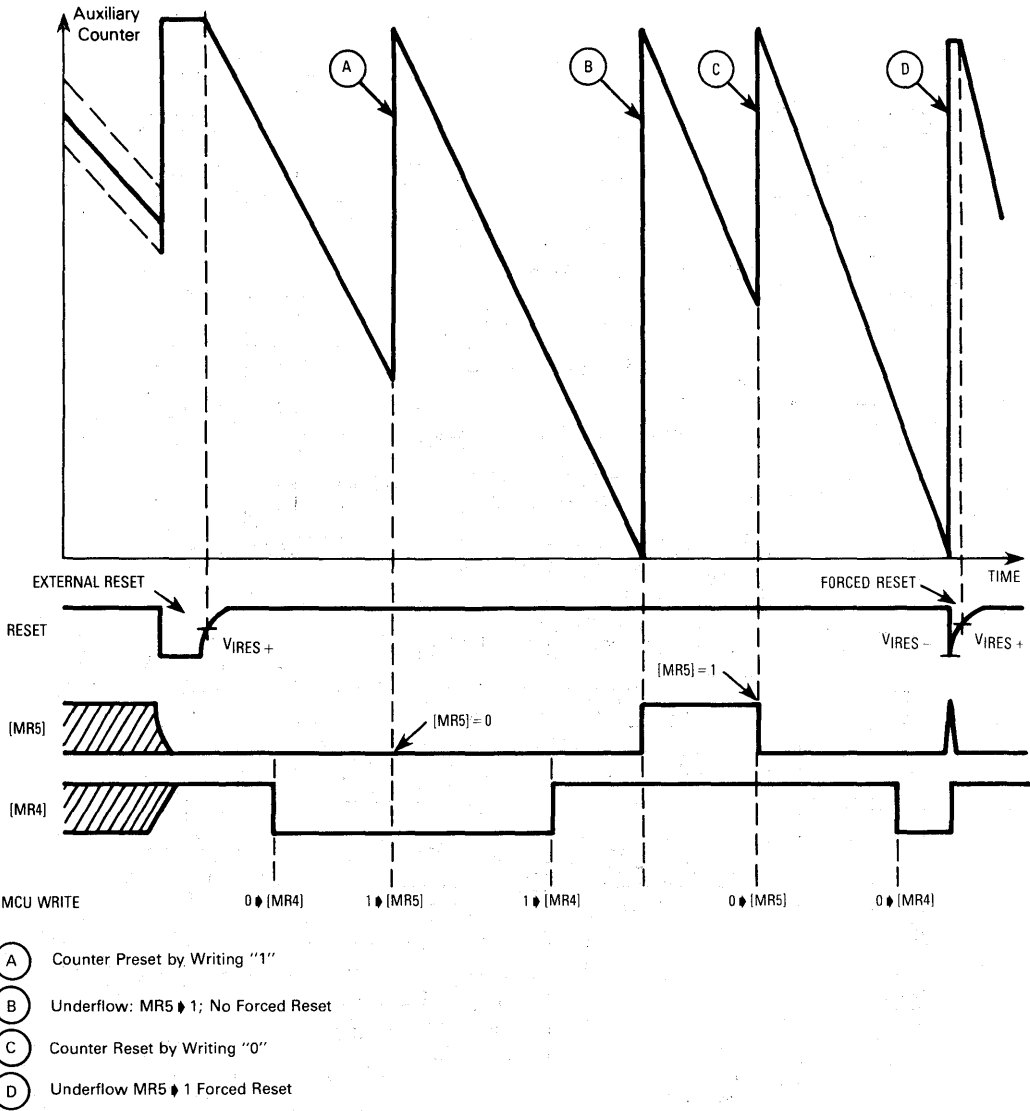 Auxiliary
Counter
A
B
C
D
TIME
EXTERNAL RESET
FORCED RESET
RESET
VIRES +
VIRES -
VIRES +
[MR5] = 1
[MR5]
[MR5] = 0
[MR4]
MCU WRITE
0 ➧ [MR4]
1 ➧ [MR5]
1 ➧ [MR4]
0 ➧ [MR5]
0 ➧ [MR4]
A Counter Preset by Writing "1"
B Underflow: MR5 ➧ 1; No Forced Reset
C Counter Reset by Writing "0"
D Underflow MR5 ➧ 1 Forced Reset